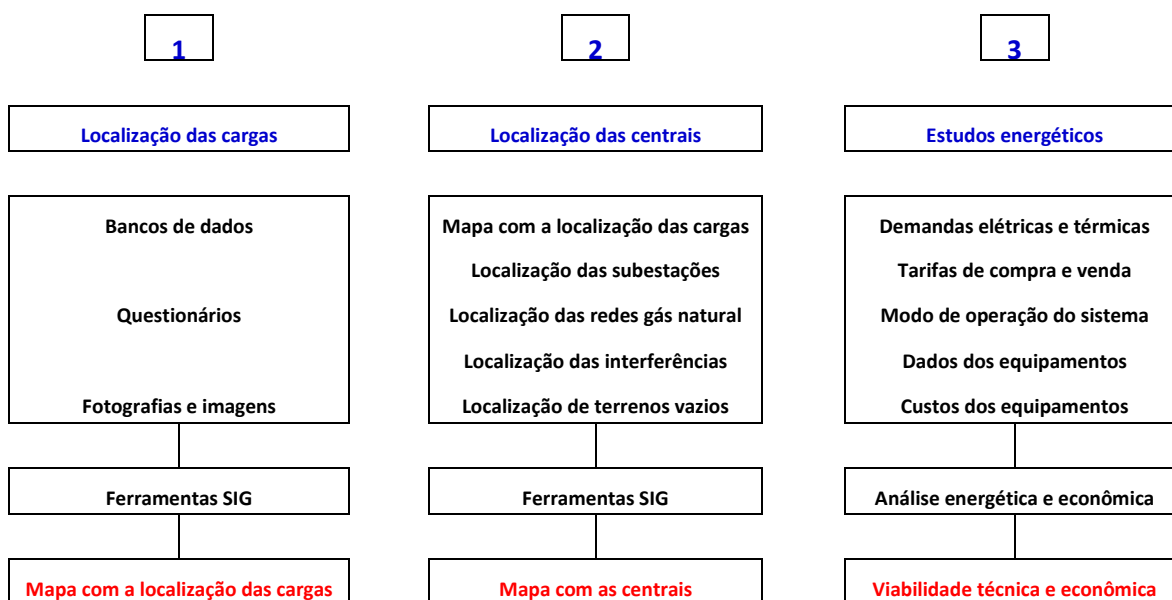 1
Localização das cargas
Bancos de dados
Questionários
Fotografias e imagens
Ferramentas SIG
Mapa com a localização das cargas
2
Localização das centrais
Mapa com a localização das cargas
Localização das subestações
Localização das redes gás natural
Localização das interferências
Localização de terrenos vazios
Ferramentas SIG
Mapa com as centrais
3
Estudos energéticos
Demandas elétricas e térmicas
Tarifas de compra e venda
Modo de operação do sistema
Dados dos equipamentos
Custos dos equipamentos
Análise energética e econômica
Viabilidade técnica e econômica